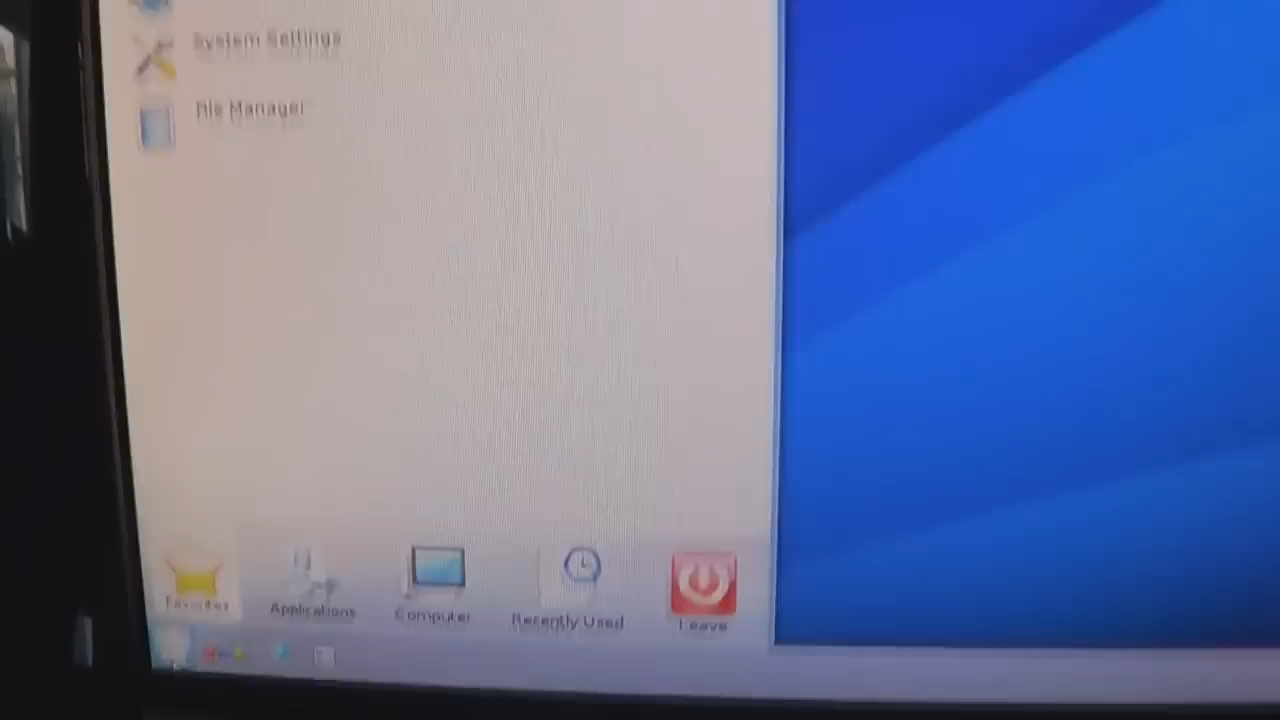 System Settings
File Manager
Favorites
Applications
Computer
Recently Used
Leave